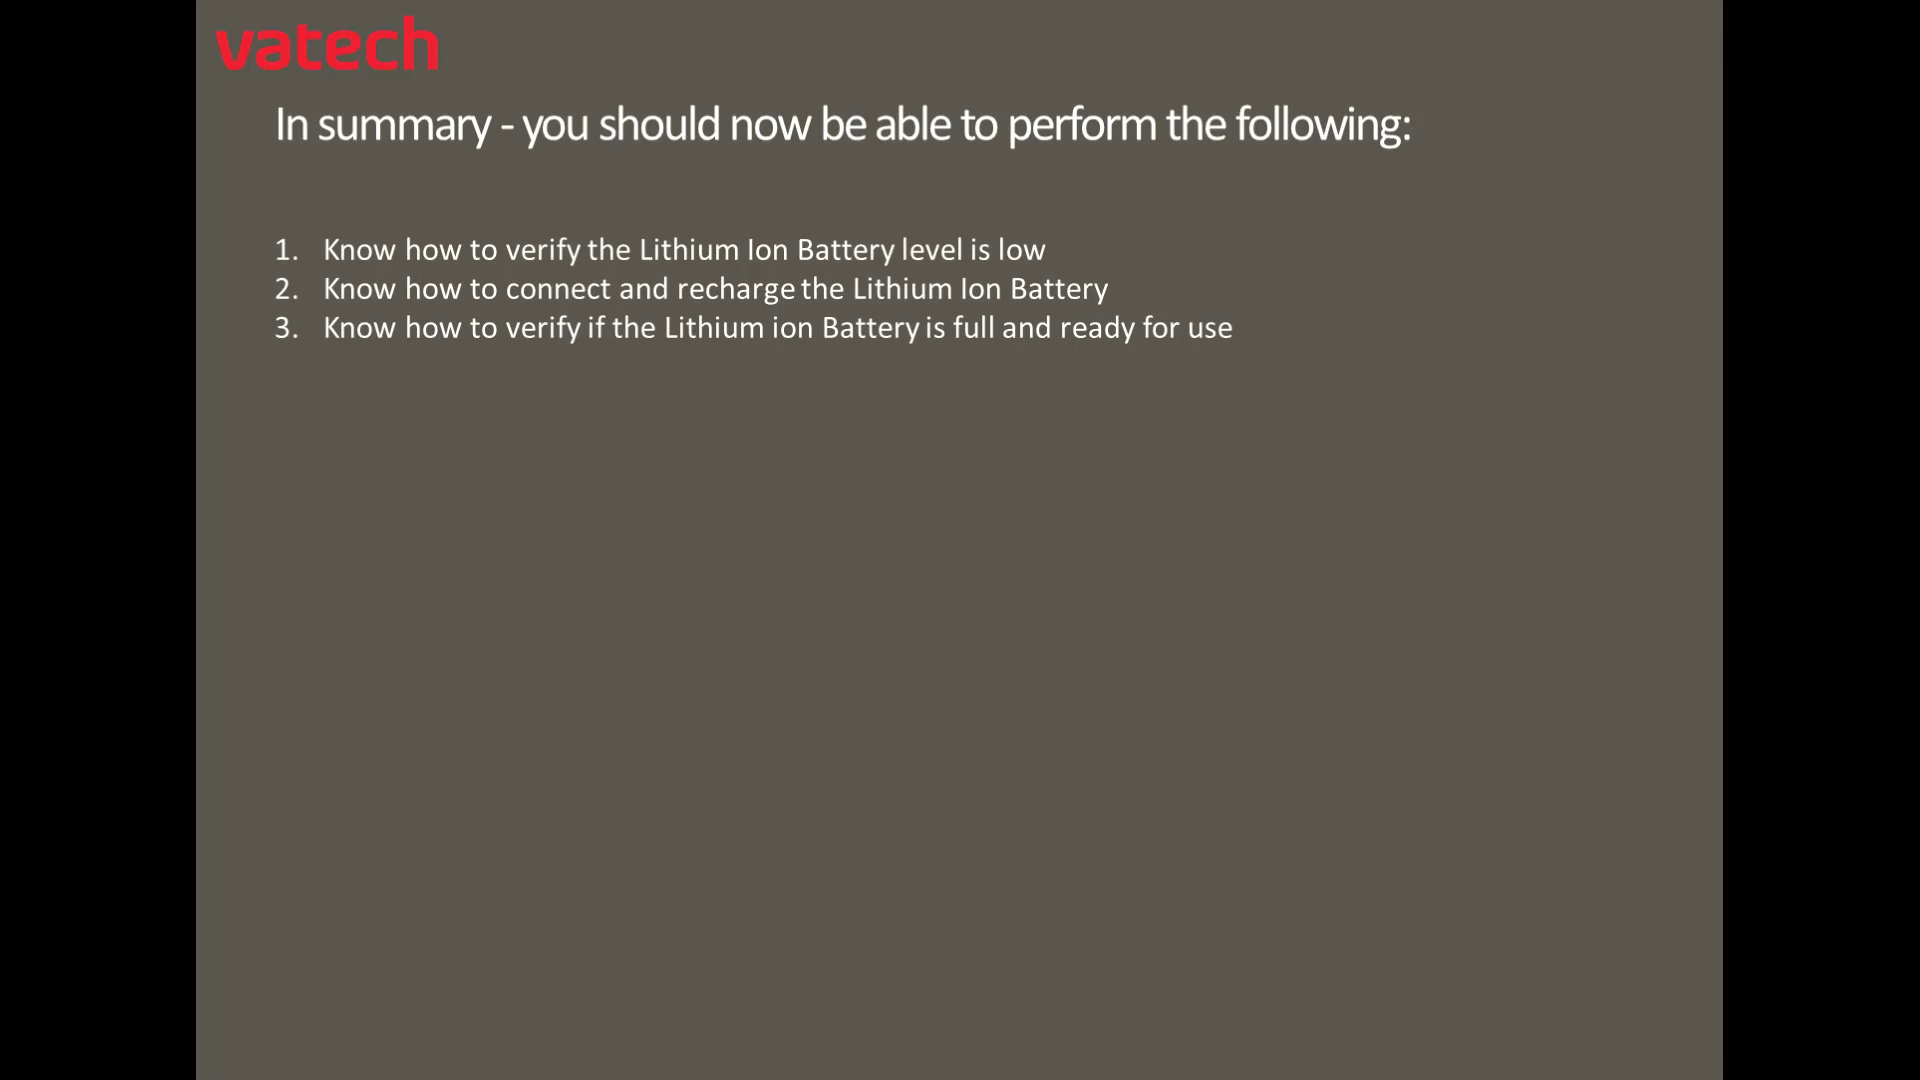 vatech
In summary - you should now be able to perform the following:
1. Know how to verify the Lithium Ion Battery level is low
2. Know how to connect and recharge the Lithium Ion Battery
3. Know how to verify if the Lithium ion Battery is full and ready for use